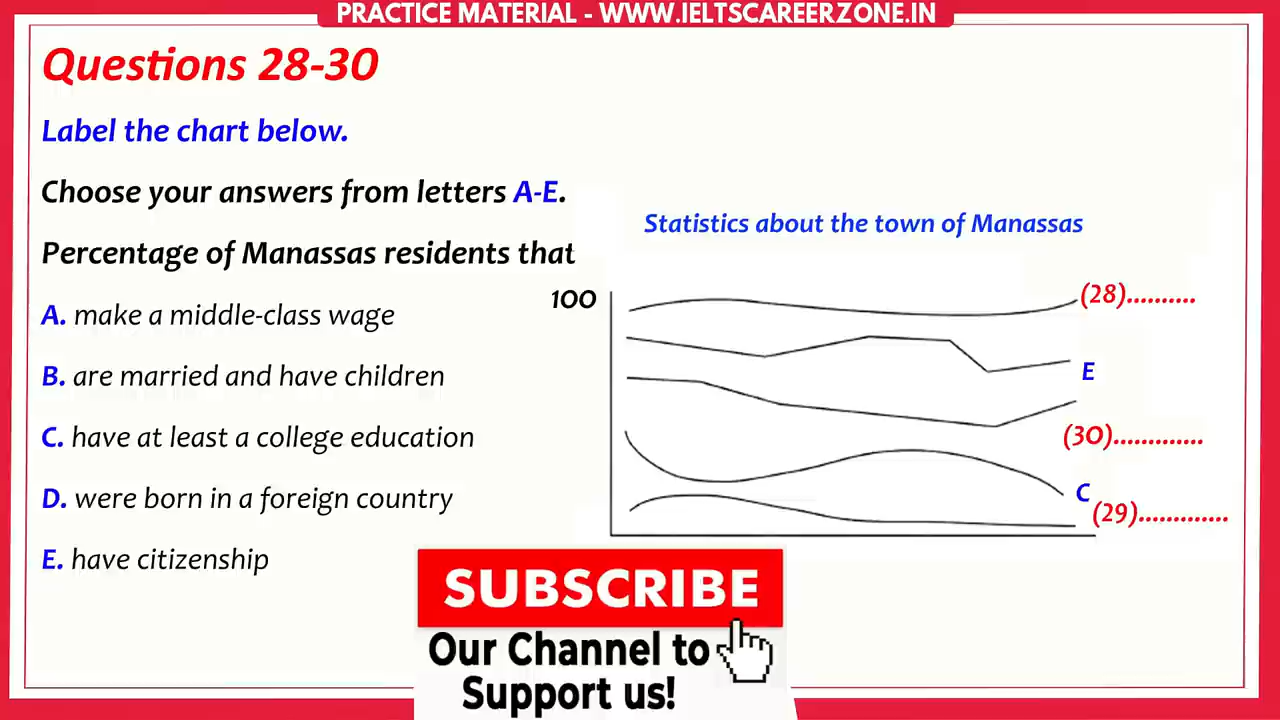 PRACTICE MATERIAL - WWW.IELTSCAREERZONE.IN
Questions 28-30
Label the chart below.
Choose your answers from letters A-E.
Percentage of Manassas residents that
A. make a middle-class wage
B. are married and have children
C. have at least a college education
D. were born in a foreign country
E. have citizenship
Statistics about the town of Manassas
100
(28)..........
E
(30).............
C
(29).............
SUBSCRIBE
Our Channel to
Support us!